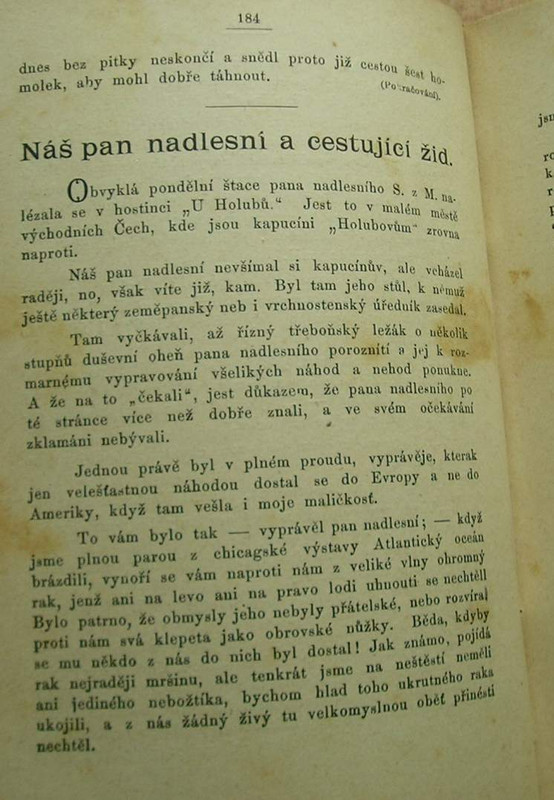 184
dnes bez pitky neskončí a snědl proto již cestou šest ho-
molek, aby mohl dobře táhnout.
(Pokračování).
Náš pan nadlesní a cestující žid.
Obvyklá pondělní štace pana nadlesního S. z M. na-
lézala se v hostinci „U Holubů.“ Jest to v malém městě
východních Čech, kde jsou kapucíni „Holubovům“ zrovna
naproti.
Náš pan nadlesní nevšímal si kapucínův, ale vcházel
raději, no, však víte již, kam. Byl tam jeho stůl, k němuž
ještě některý zeměpanský neb i vrchnostenský úředník zasedal.
Tam vyčkávali, až řízný třeboňský ležák o několik
stupňů duševní oheň pana nadlesního poroznítí a jej k roz-
marnému vypravování všelikých náhod a nehod ponukne.
A že na to „čekali“, jest důkazem, že pana nadlesního po
té stránce více než dobře znali, a ve svém očekávání
zklamáni nebývali.
Jednou právě byl v plném proudu, vyprávěje, kterak
jen velešťastnou náhodou dostal se do Evropy a ne do
Ameriky, když tam vešla i moje maličkosť.
To vám bylo tak — vyprávěl pan nadlesní; — když
jsme plnou parou z chicagské výstavy Atlantický oceán
brázdili, vynoří se vám naproti nám z veliké vlny ohromný
rak, jenž ani na levo ani na pravo lodi uhnouti se nechtěl!
Bylo patrno, že obmysly jeho nebyly přátelské, nebo rozvíral
proti nám svá klepeta jako obrovské nůžky. Běda, kdyby
se mu někdo z nás do nich byl dostal! Jak známo, pojídá
rak nejraději mršinu, ale tenkrát jsme na neštěstí neměli
ani jediného nebožtíka, bychom hlad toho ukrutného raka
ukojili, a z nás žádný živý tu velkomyslnou oběť přinésti
nechtěl.